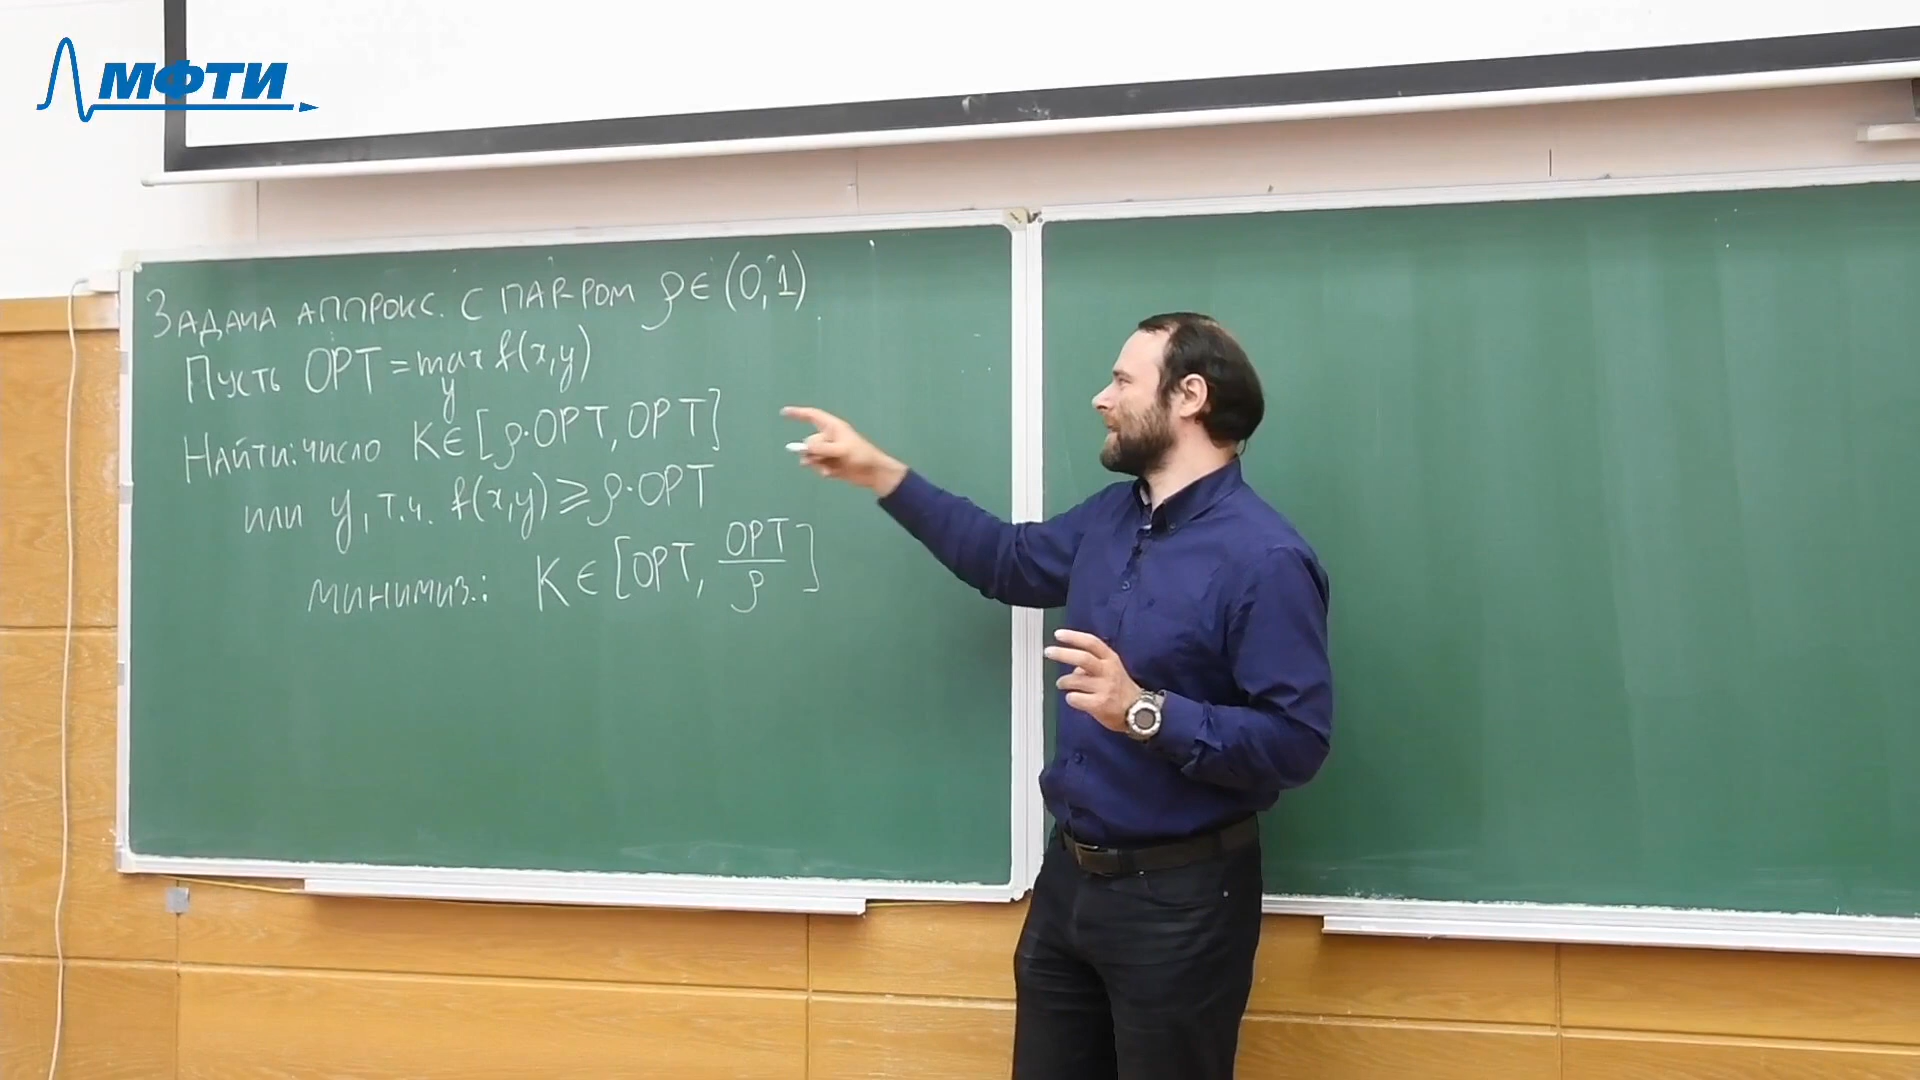 МФТИ
Задача аппрокс. с пар-ром ρ∈(0,1)
Пусть OPT = max f(x,y)
y
Найти: число K∈[ρ·OPT, OPT]
или y, т.ч. f(x,y)⩾ρ·OPT
минимиз.: K∈[OPT, OPT/ρ]